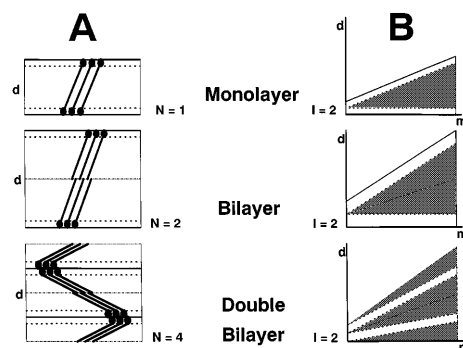 A
B
d
d
N = 1
Monolayer
I = 2
m
d
d
N = 2
Bilayer
I = 2
m
d
d
N = 4
Double
Bilayer
I = 2